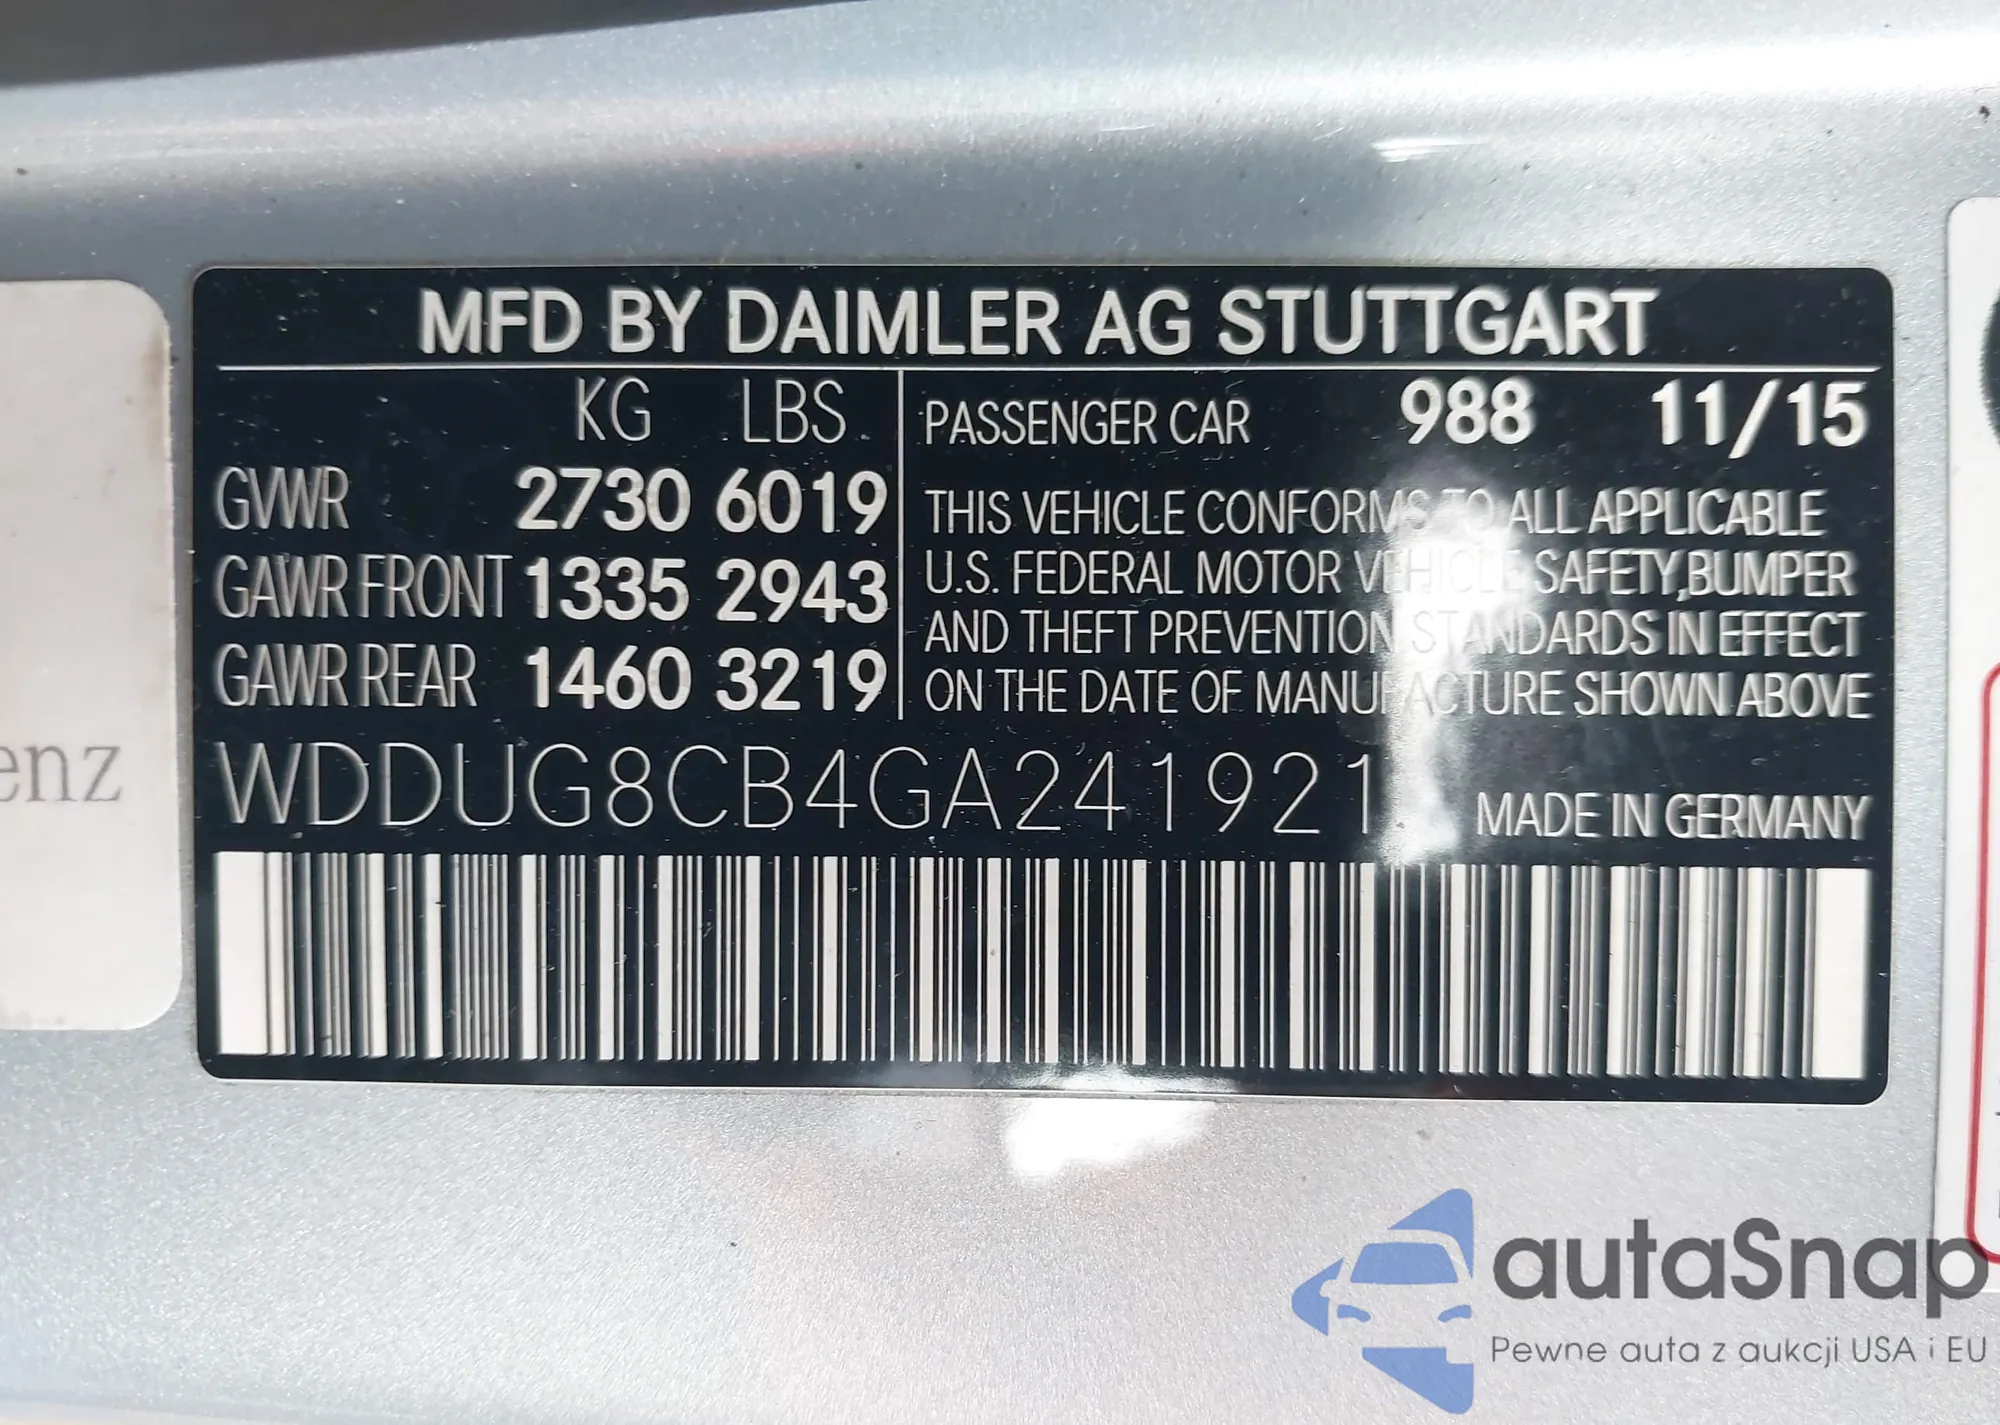 MFD BY DAIMLER AG STUTTGART
KG LBS
GVWR 2730 6019
GAWR FRONT 1335 2943
GAWR REAR 1460 3219
PASSENGER CAR 988 11/15
THIS VEHICLE CONFORMS TO ALL APPLICABLE
U.S. FEDERAL MOTOR VEHICLE SAFETY,BUMPER
AND THEFT PREVENTION STANDARDS IN EFFECT
ON THE DATE OF MANUFACTURE SHOWN ABOVE
WDDUG8CB4GA241921
MADE IN GERMANY
enz
autaSnap
Pewne auta z aukcji USA i EU